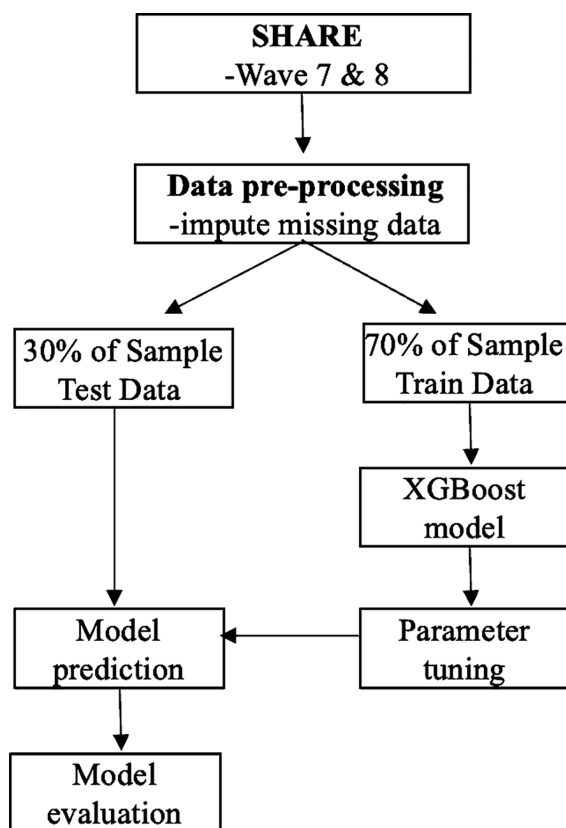 SHARE
-Wave 7 & 8
Data pre-processing
-impute missing data
30% of Sample
Test Data
70% of Sample
Train Data
XGBoost
model
Model
prediction
Parameter
tuning
Model
evaluation